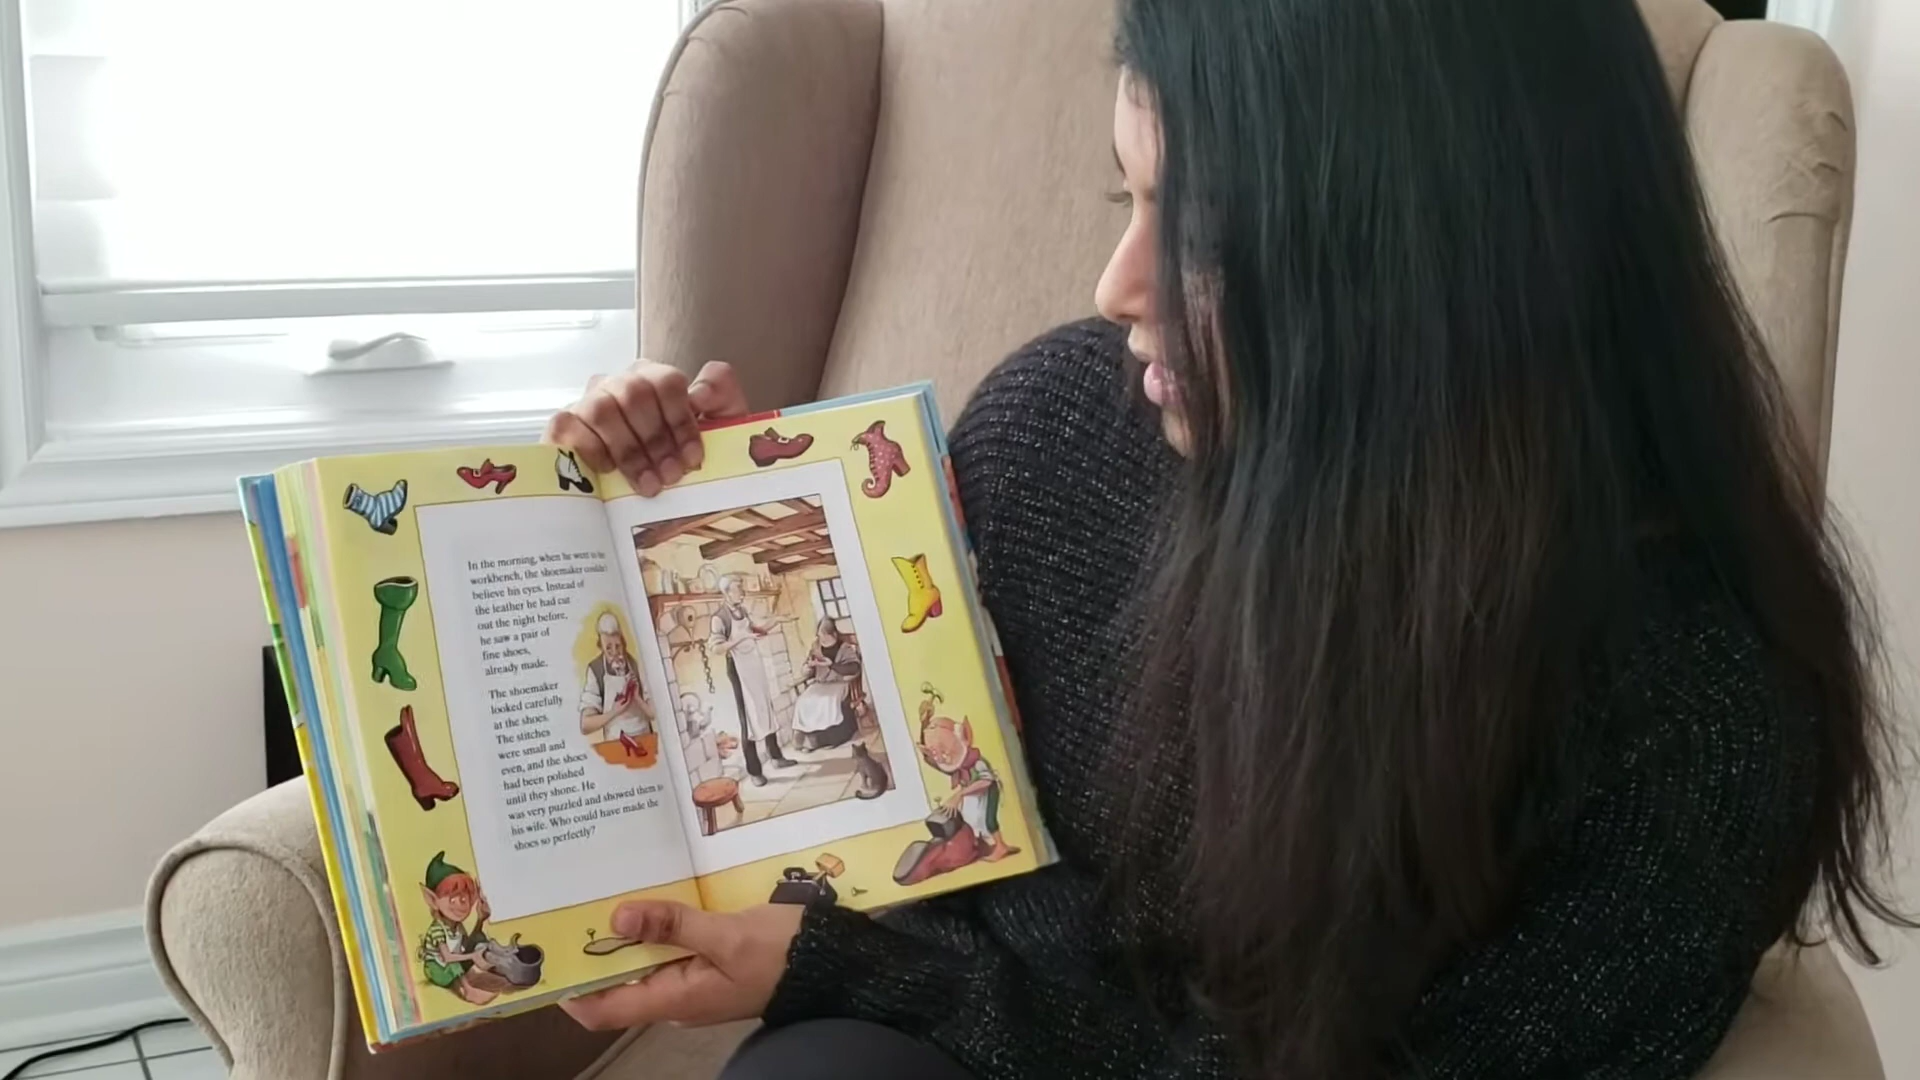 In the morning, when he went to the
workbench, the shoemaker couldn't
believe his eyes. Instead of
the leather he had cut
out the night before,
he saw a pair of
fine shoes,
already made.
The shoemaker
looked carefully
at the shoes.
The stitches
were small and
even, and the shoes
had been polished
until they shone. He
was very puzzled and showed them to
his wife. Who could have made the
shoes so perfectly?